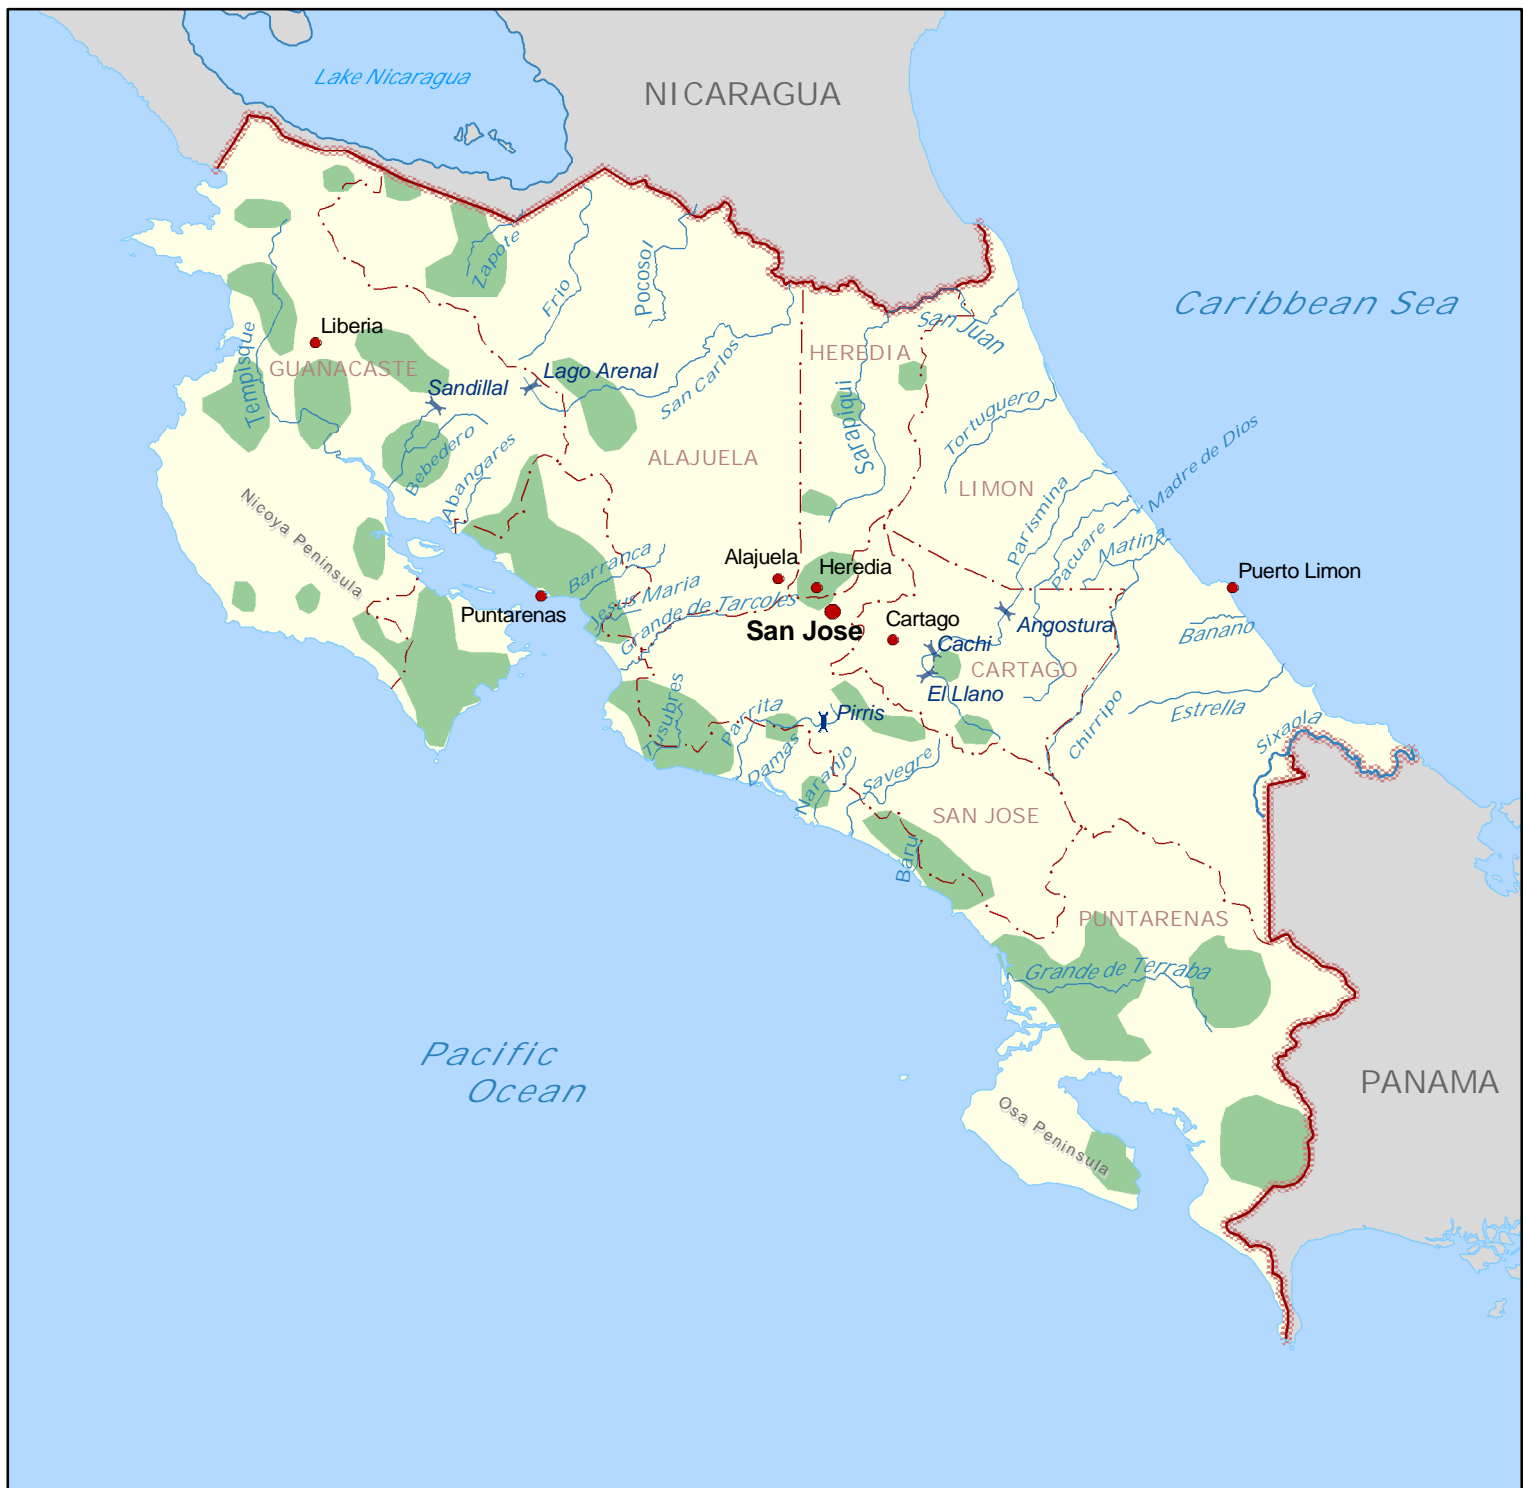 Lake Nicaragua
NICARAGUA
Caribbean Sea
Zapote
Frio
Pocosol
San Juan
Liberia
Tempisque
GUANACASTE
HEREDIA
Sandillal
Lago Arenal
San Carlos
Sarapiqui
Tortuguero
Bebedero
Abangares
ALAJUELA
LIMON
Parismina
Madre de Dios
Pacuare
Matina
Nicoya Peninsula
Barranca
Alajuela
Heredia
Puerto Limon
Puntarenas
Jesus Maria
Grande de Tarcoles
San Jose
Cartago
Angostura
Banano
Cachi
CARTAGO
El Llano
Tusubres
Parrita
Pirris
Chirripo
Estrella
Sixaola
Damas
Naranjo
Savegre
SAN JOSE
Baru
PUNTARENAS
Grande de Terraba
Pacific
Ocean
PANAMA
Osa Peninsula